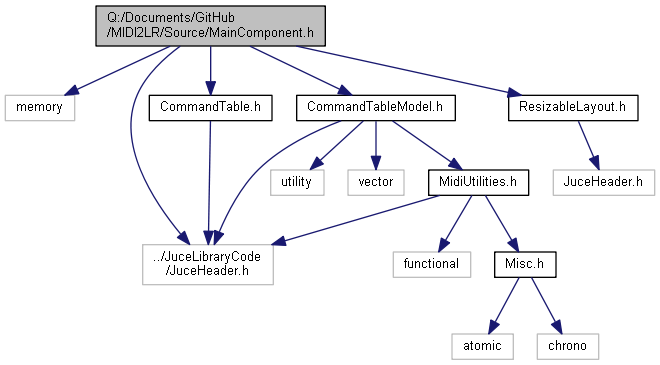 Q:/Documents/GitHub
/MIDI2LR/Source/MainComponent.h
memory
CommandTable.h
CommandTableModel.h
ResizableLayout.h
utility
vector
MidiUtilities.h
JuceHeader.h
../JuceLibraryCode
/JuceHeader.h
functional
Misc.h
atomic
chrono